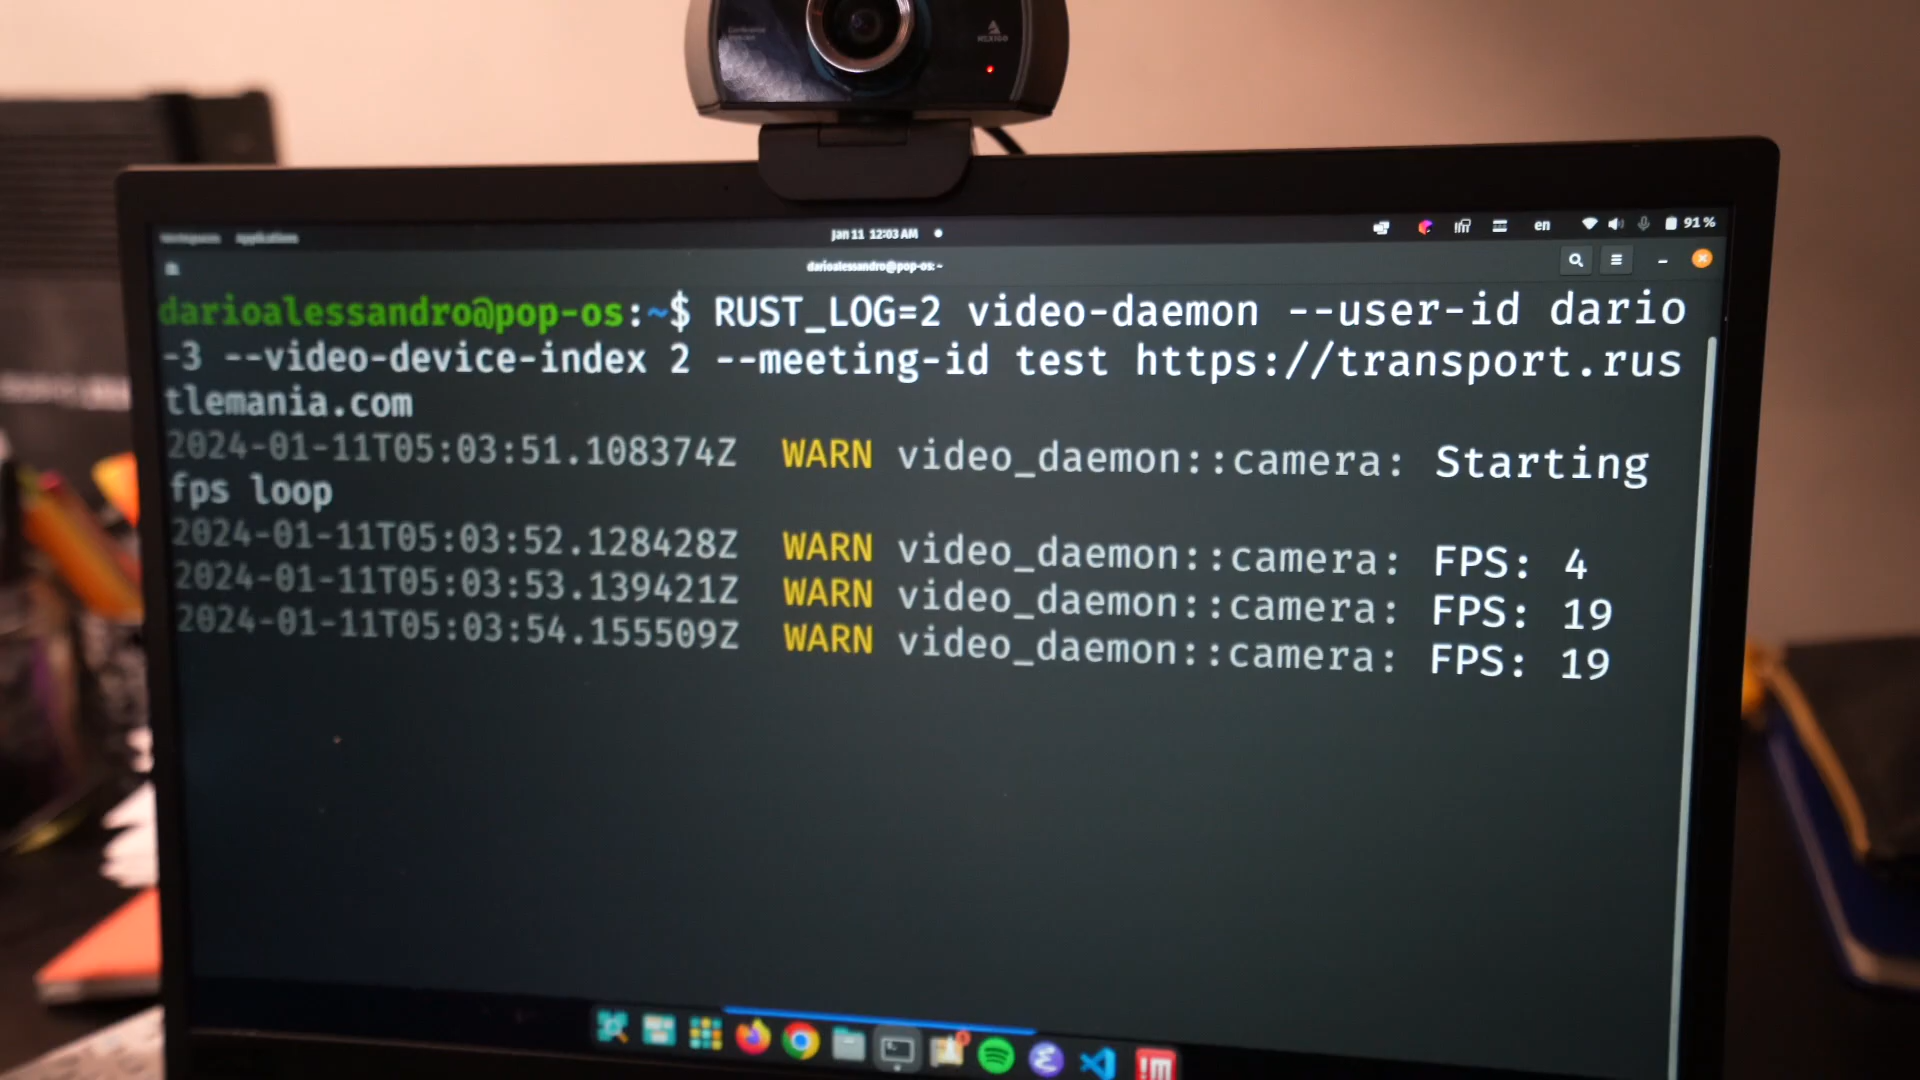 Conference
NEXIGO
Workspaces Applications
Jan 11 12:03 AM
en
91%
darioalessandro@pop-os: ~
darioalessandro@pop-os:~$ RUST_LOG=2 video-daemon --user-id dario
-3 --video-device-index 2 --meeting-id test https://transport.rus
tlemania.com
2024-01-11T05:03:51.108374Z WARN video_daemon::camera: Starting
fps loop
2024-01-11T05:03:52.128428Z WARN video_daemon::camera: FPS: 4
2024-01-11T05:03:53.139421Z WARN video_daemon::camera: FPS: 19
2024-01-11T05:03:54.155509Z WARN video_daemon::camera: FPS: 19